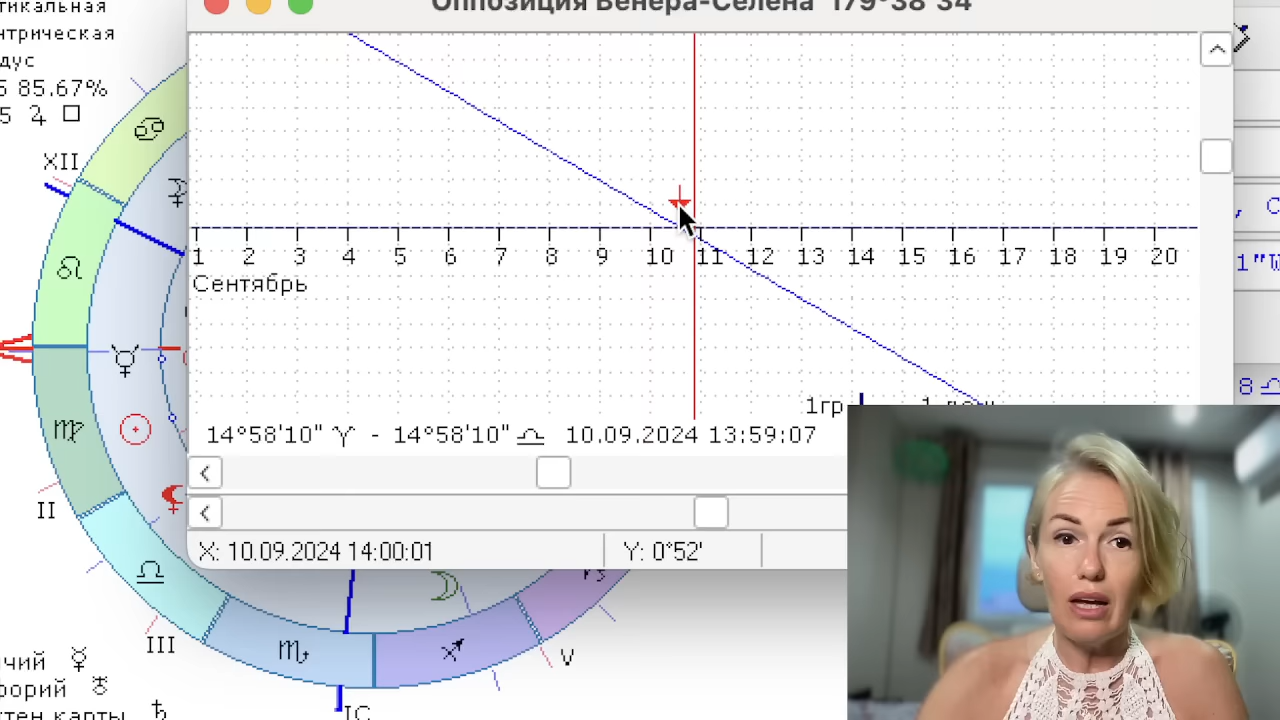 Оппозиция Венера-Селена 179°38'34
85.67%
XII
1 2 3 4 5 6 7 8 9 10 11 12 13 14 15 16 17 18 19 20
Сентябрь
1гр
14°58'10" ♈ - 14°58'10" ♎ 10.09.2024 13:59:07
X: 10.09.2024 14:00:01 Y: 0°52'
II
III
V
IC